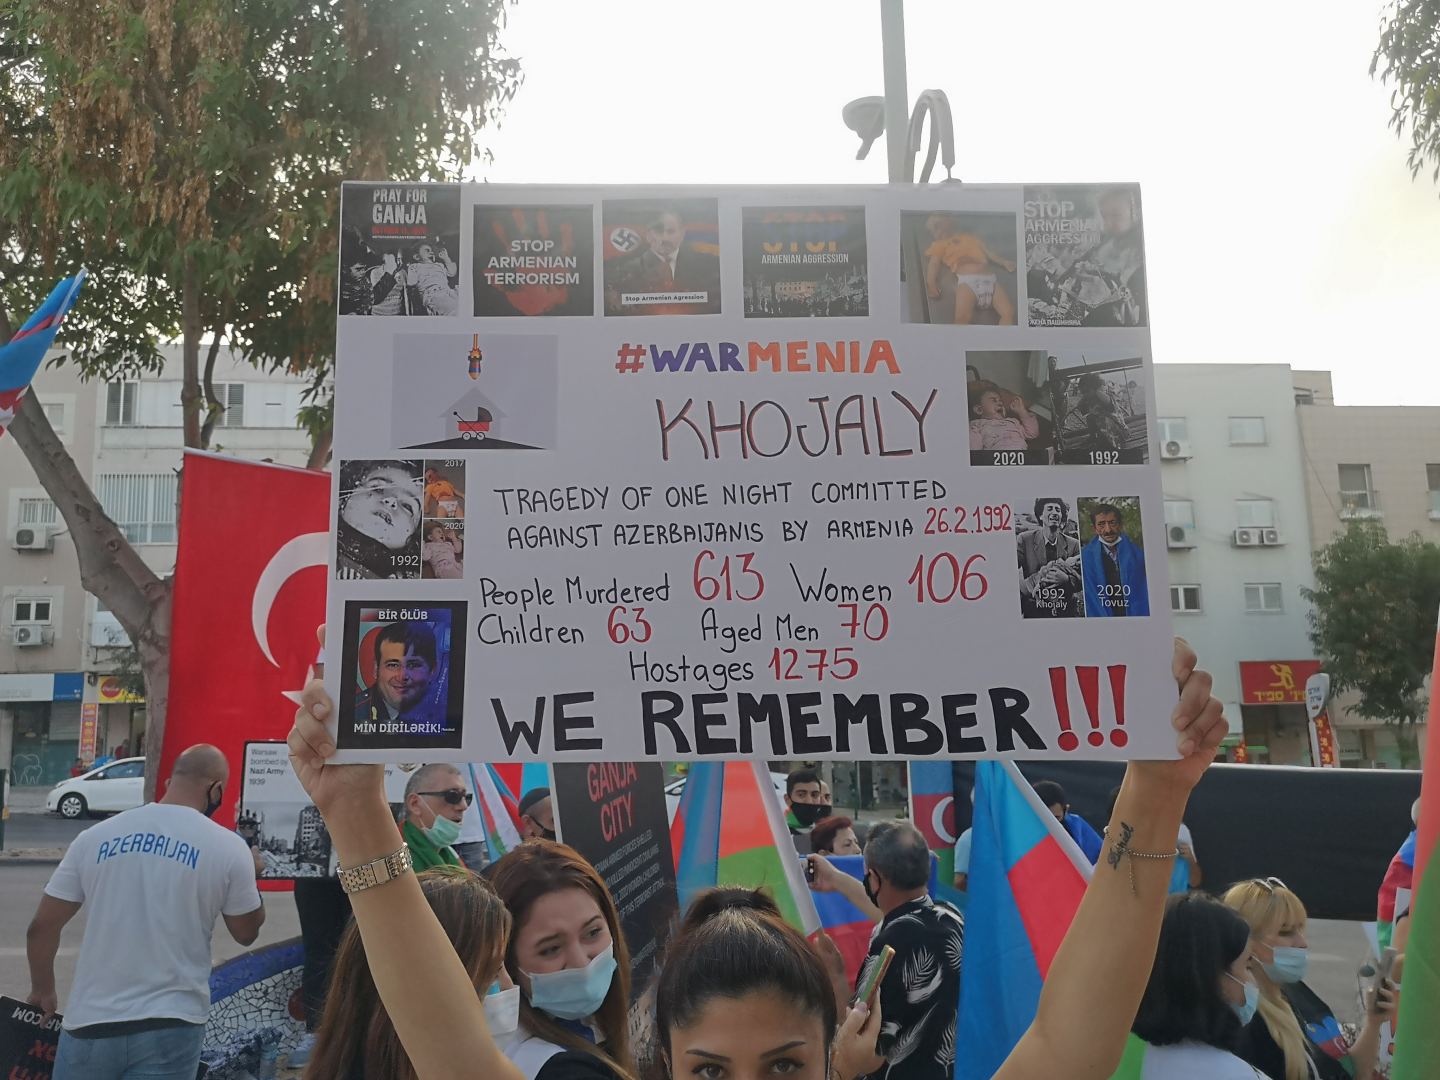 PRAY FOR
GANJA
STOP
ARMENIAN
TERRORISM
Stop Armenian Agression
STOP
ARMENIAN AGGRESSION
STOP
ARMENIAN
AGGRESSION
ЖЕНА ПАШИНЯНА
#WARMENIA
KHOJALY
2020
1992
TRAGEDY OF ONE NIGHT COMMITTED
AGAINST AZERBAIJANIS BY ARMENIA 26.2.1992
2017
1992
2020
1992
Khojaly
2020
Tovuz
People Murdered 613 Women 106
Children 63 Aged Men 70
Hostages 1275
BİR ÖLÜB
MİN DİRİLƏRİK!
WE REMEMBER!!!
Warsaw
bombed by
Nazi Army
1939
GANJA
CITY
AZERBAIJAN